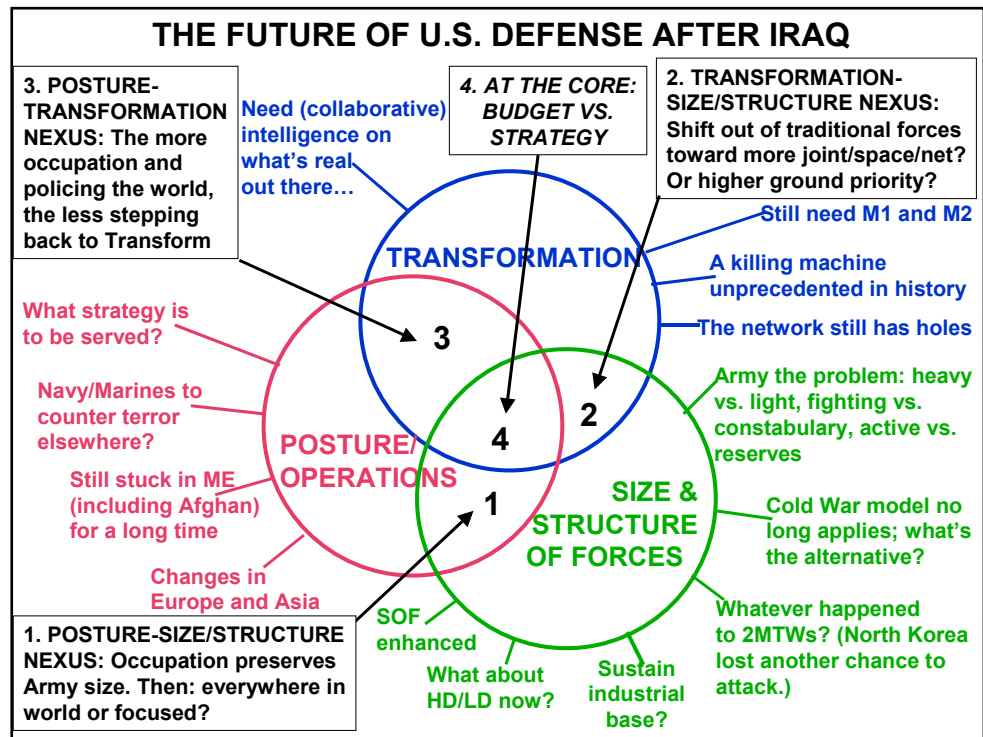 THE FUTURE OF U.S. DEFENSE AFTER IRAQ
3. POSTURE-
TRANSFORMATION
NEXUS: The more
occupation and
policing the world,
the less stepping
back to Transform
Need (collaborative)
intelligence on
what's real
out there…
4. AT THE CORE:
BUDGET VS.
STRATEGY
2. TRANSFORMATION-
SIZE/STRUCTURE NEXUS:
Shift out of traditional forces
toward more joint/space/net?
Or higher ground priority?
Still need M1 and M2
A killing machine
unprecedented in history
The network still has holes
TRANSFORMATION
What strategy is
to be served?
Navy/Marines to
counter terror
elsewhere?
Still stuck in ME
(including Afghan)
for a long time
Changes in
Europe and Asia
POSTURE/
OPERATIONS
3
2
4
1
SIZE &
STRUCTURE
OF FORCES
Army the problem: heavy
vs. light, fighting vs.
constabulary, active vs.
reserves
Cold War model no
long applies; what's
the alternative?
Whatever happened
to 2MTWs? (North Korea
lost another chance to
attack.)
SOF
enhanced
What about
HD/LD now?
Sustain
industrial
base?
1. POSTURE-SIZE/STRUCTURE
NEXUS: Occupation preserves
Army size. Then: everywhere in
world or focused?